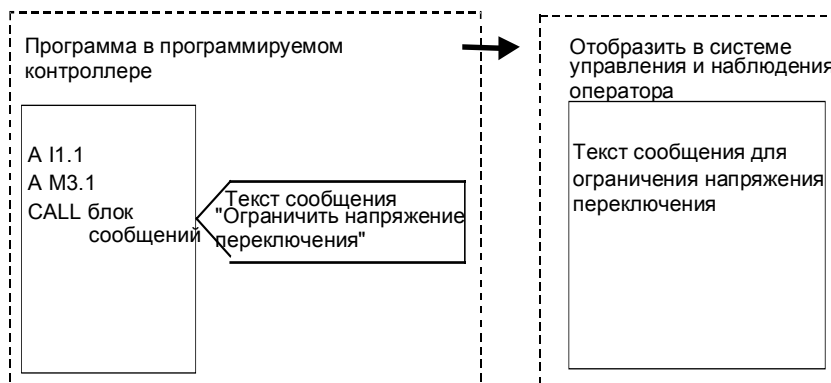 Программа в программируемом
контроллере
A I1.1
A M3.1
CALL блок
сообщений
Текст сообщения
"Ограничить напряжение
переключения"
Отобразить в системе
управления и наблюдения
оператора
Текст сообщения для
ограничения напряжения
переключения